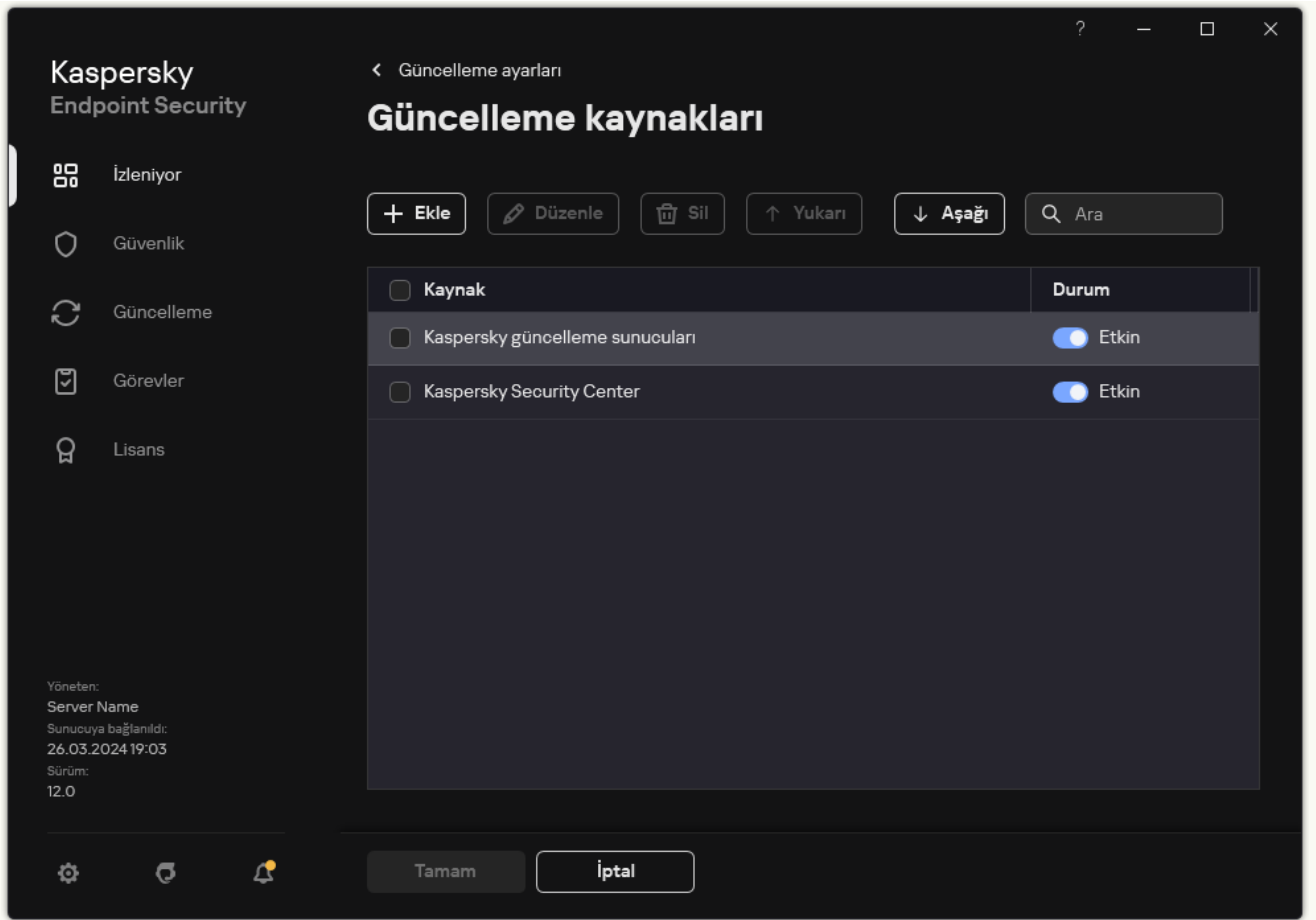 ?
Kaspersky
Endpoint Security
İzleniyor
Güvenlik
Güncelleme
Görevler
Lisans
Yöneten:
Server Name
Sunucuya bağlanıldı:
26.03.2024 19:03
Sürüm:
12.0
Güncelleme ayarları
Güncelleme kaynakları
Ekle Düzenle Sil Yukarı Aşağı Ara
Kaynak Durum
Kaspersky güncelleme sunucuları Etkin
Kaspersky Security Center Etkin
Tamam İptal